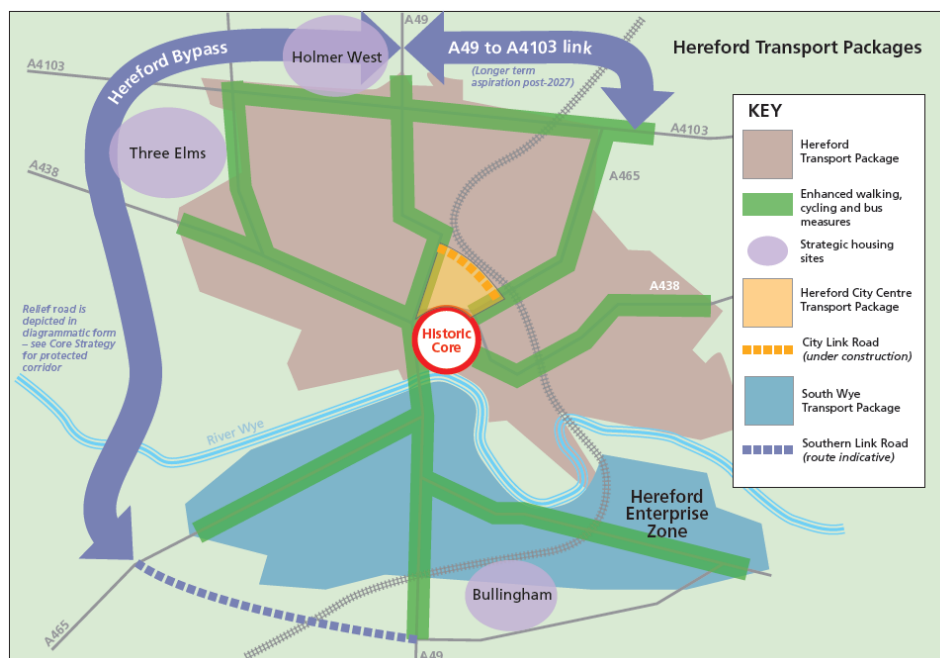 A49
Hereford Bypass
Holmer West
A49 to A4103 link
(Longer term
aspiration post-2027)
Hereford Transport Packages
A4103
A4103
Three Elms
A438
A465
A438
Relief road is
depicted in
diagrammatic form
– see Core Strategy
for protected
corridor
Historic
Core
River Wye
Hereford
Enterprise
Zone
Bullingham
A465
A49
KEY
Hereford
Transport Package
Enhanced walking,
cycling and bus
measures
Strategic housing
sites
Hereford City Centre
Transport Package
City Link Road
(under construction)
South Wye
Transport Package
Southern Link Road
(route indicative)